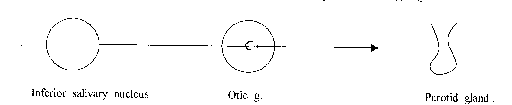 Inferior salivary nucleus
Otic g.
Parotid gland.